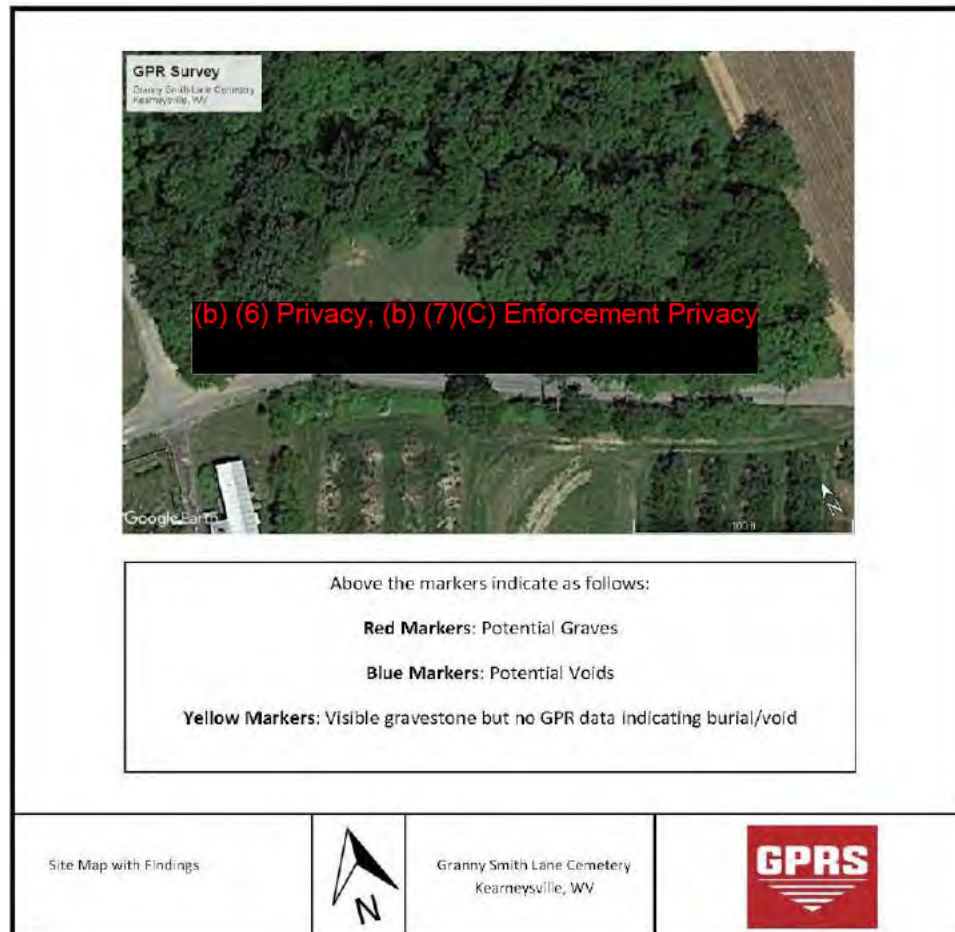 GPR Survey
Granny Smith Lane Cemetery
Kearneysville, WV
(b) (6) Privacy, (b) (7)(C) Enforcement Privacy
Google Earth
N
100 ft
Above the markers indicate as follows:
Red Markers: Potential Graves
Blue Markers: Potential Voids
Yellow Markers: Visible gravestone but no GPR data indicating burial/void
Site Map with Findings
N
Granny Smith Lane Cemetery
Kearneysville, WV
GPRS